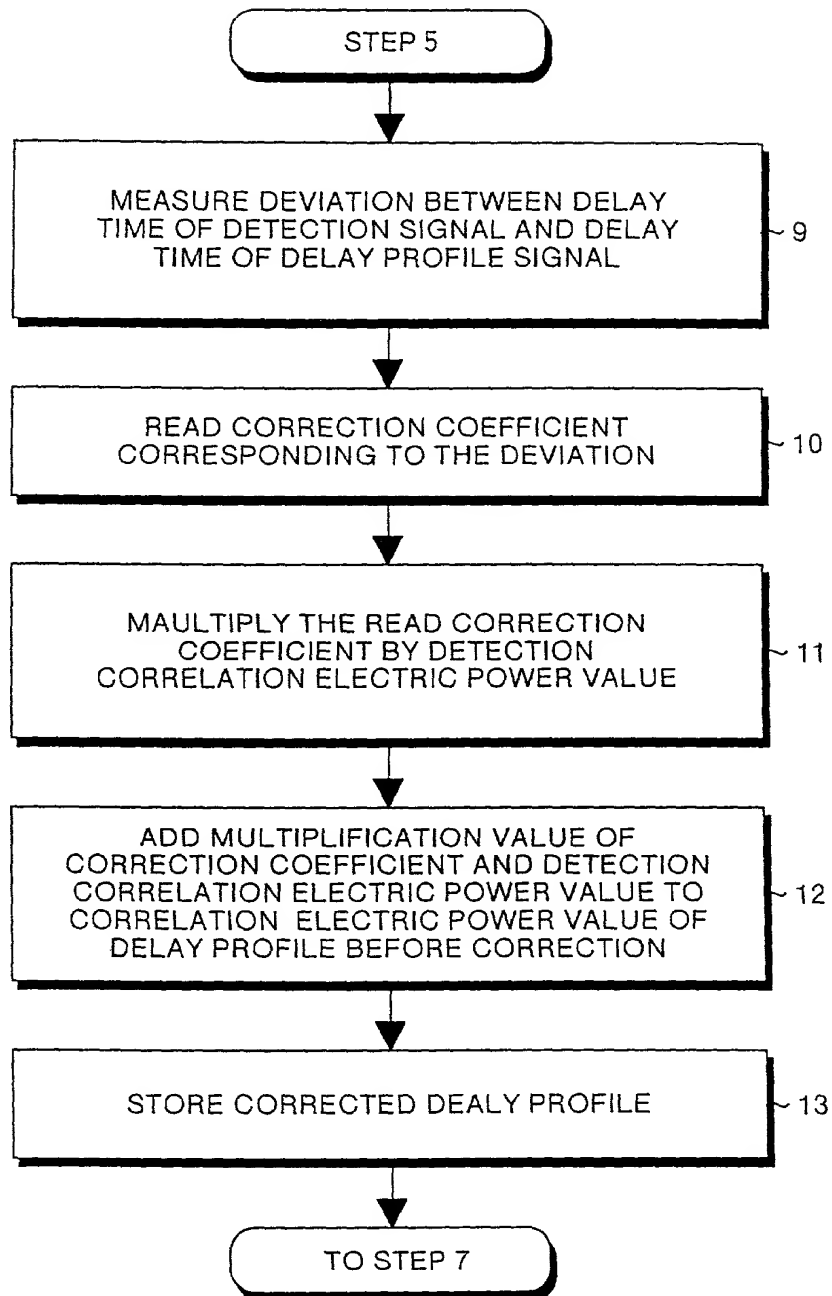 STEP 5
MEASURE DEVIATION BETWEEN DELAY
TIME OF DETECTION SIGNAL AND DELAY
TIME OF DELAY PROFILE SIGNAL
9
READ CORRECTION COEFFICIENT
CORRESPONDING TO THE DEVIATION
10
MAULTIPLY THE READ CORRECTION
COEFFICIENT BY DETECTION
CORRELATION ELECTRIC POWER VALUE
11
ADD MULTIPLIFICATION VALUE OF
CORRECTION COEFFICIENT AND DETECTION
CORRELATION ELECTRIC POWER VALUE TO
CORRELATION ELECTRIC POWER VALUE OF
DELAY PROFILE BEFORE CORRECTION
12
STORE CORRECTED DEALY PROFILE
13
TO STEP 7